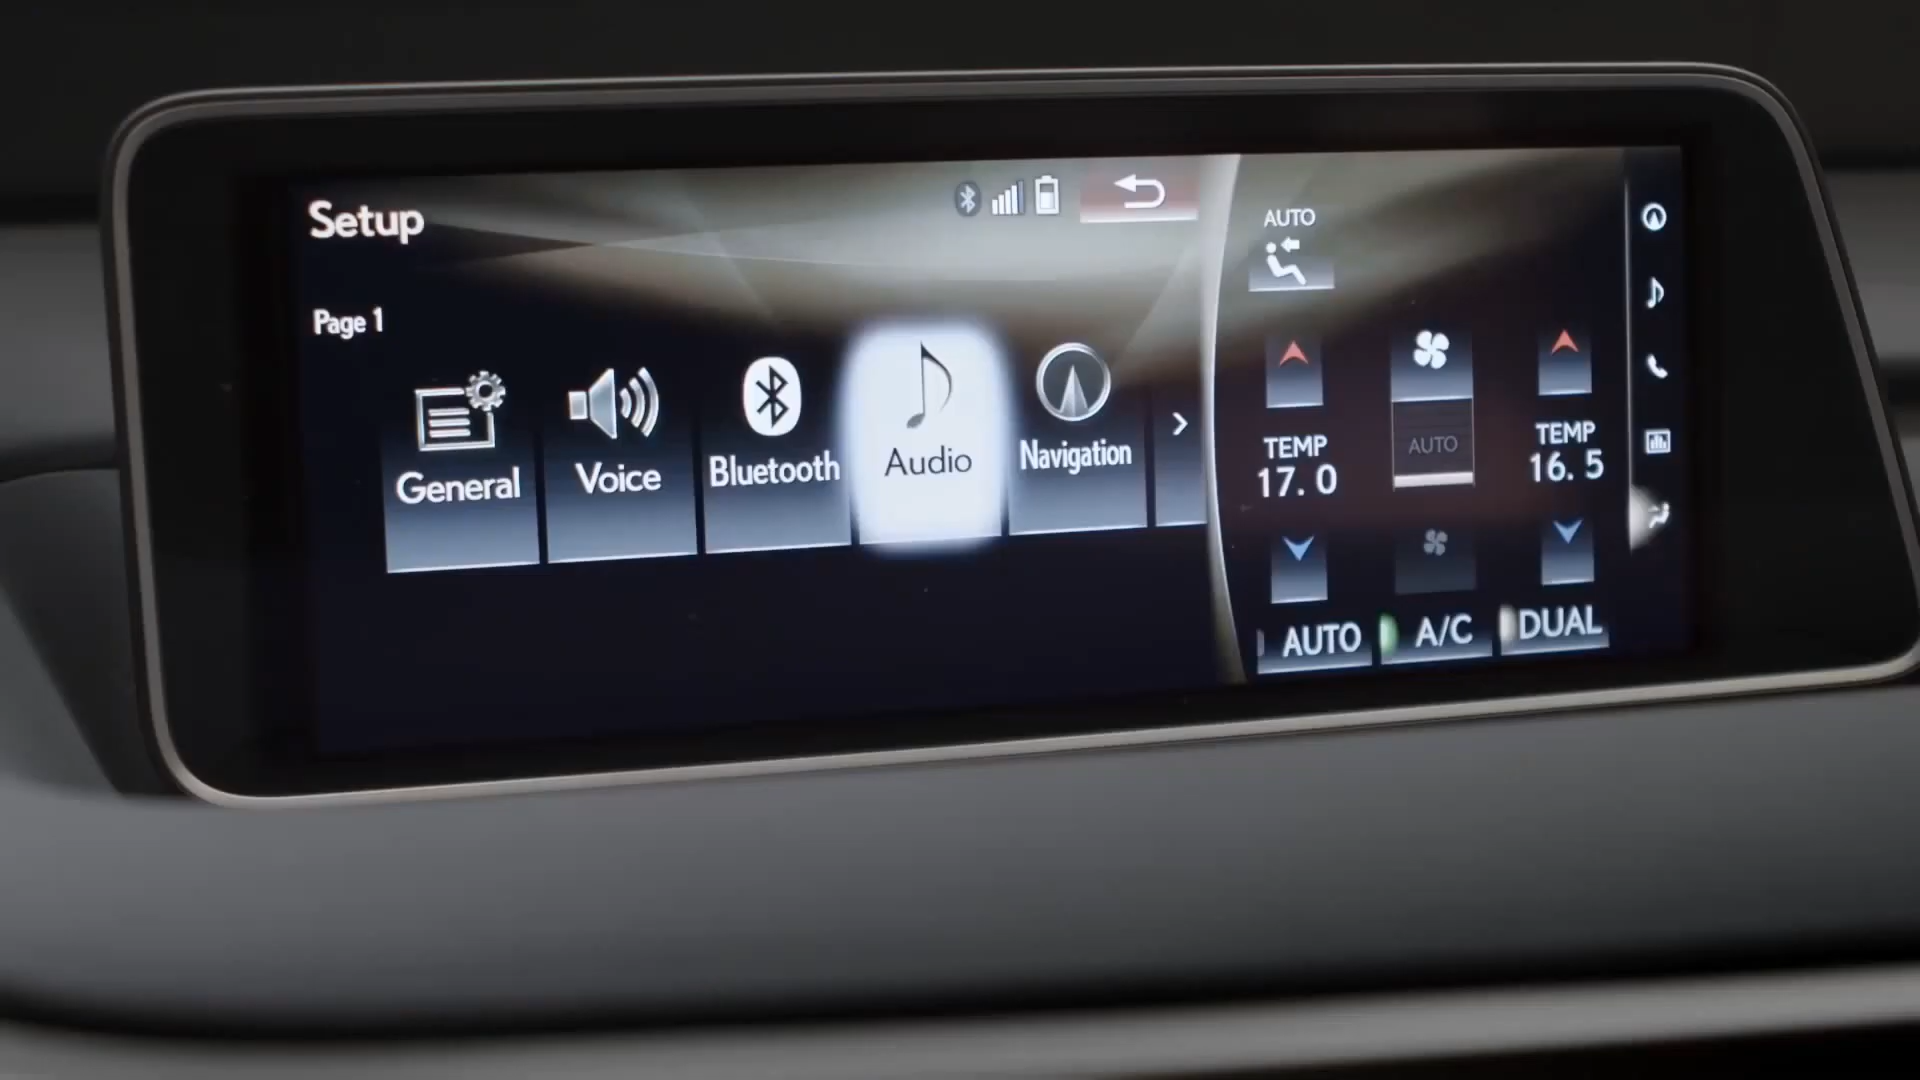 Setup
Page 1
General
Voice
Bluetooth
Audio
Navigation
AUTO
TEMP
17.0
AUTO
TEMP
16.5
AUTO
A/C
DUAL